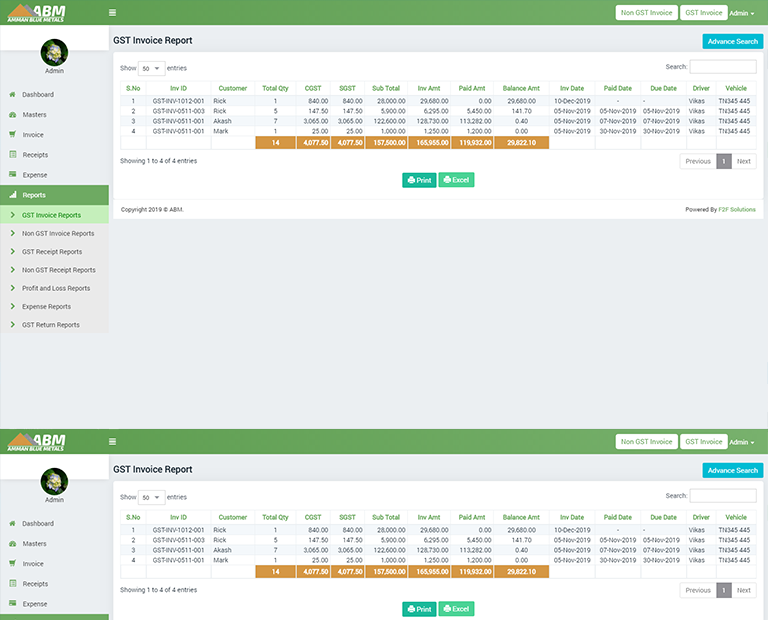 ABM
AMMAN BLUE METALS
Non GST Invoice GST Invoice Admin
GST Invoice Report Advance Search
Admin
Show 50 entries Search:
S.No Inv ID Customer Total Qty CGST SGST Sub Total Inv Amt Paid Amt Balance Amt Inv Date Paid Date Due Date Driver Vehicle
1 GST-INV-1012-001 Rick 1 840.00 840.00 28,000.00 29,680.00 0.00 29,680.00 10-Dec-2019 - - Vikas TN345 445
2 GST-INV-0511-003 Rick 5 147.50 147.50 5,900.00 6,295.00 5,450.00 141.70 05-Nov-2019 05-Nov-2019 05-Nov-2019 Vikas TN345 445
3 GST-INV-0511-001 Akash 7 3,065.00 3,065.00 122,600.00 128,730.00 113,282.00 0.40 05-Nov-2019 07-Nov-2019 07-Nov-2019 Vikas TN345 445
4 GST-INV-0511-001 Mark 1 25.00 25.00 1,000.00 1,250.00 1,200.00 0.00 05-Nov-2019 30-Nov-2019 30-Nov-2019 Vikas TN345 445
14 4,077.50 4,077.50 157,500.00 165,955.00 119,932.00 29,822.10
Showing 1 to 4 of 4 entries Previous 1 Next
Print Excel
Copyright 2019 © ABM. Powered By F2F Solutions
Dashboard
Masters
Invoice
Receipts
Expense
Reports
GST Invoice Reports
Non GST Invoice Reports
GST Receipt Reports
Non GST Receipt Reports
Profit and Loss Reports
Expense Reports
GST Return Reports
ABM
AMMAN BLUE METALS
Non GST Invoice GST Invoice Admin
GST Invoice Report Advance Search
Admin
Show 50 entries Search:
S.No Inv ID Customer Total Qty CGST SGST Sub Total Inv Amt Paid Amt Balance Amt Inv Date Paid Date Due Date Driver Vehicle
1 GST-INV-1012-001 Rick 1 840.00 840.00 28,000.00 29,680.00 0.00 29,680.00 10-Dec-2019 - - Vikas TN345 445
2 GST-INV-0511-003 Rick 5 147.50 147.50 5,900.00 6,295.00 5,450.00 141.70 05-Nov-2019 05-Nov-2019 05-Nov-2019 Vikas TN345 445
3 GST-INV-0511-001 Akash 7 3,065.00 3,065.00 122,600.00 128,730.00 113,282.00 0.40 05-Nov-2019 07-Nov-2019 07-Nov-2019 Vikas TN345 445
4 GST-INV-0511-001 Mark 1 25.00 25.00 1,000.00 1,250.00 1,200.00 0.00 05-Nov-2019 30-Nov-2019 30-Nov-2019 Vikas TN345 445
14 4,077.50 4,077.50 157,500.00 165,955.00 119,932.00 29,822.10
Showing 1 to 4 of 4 entries Previous 1 Next
Print Excel
Dashboard
Masters
Invoice
Receipts
Expense